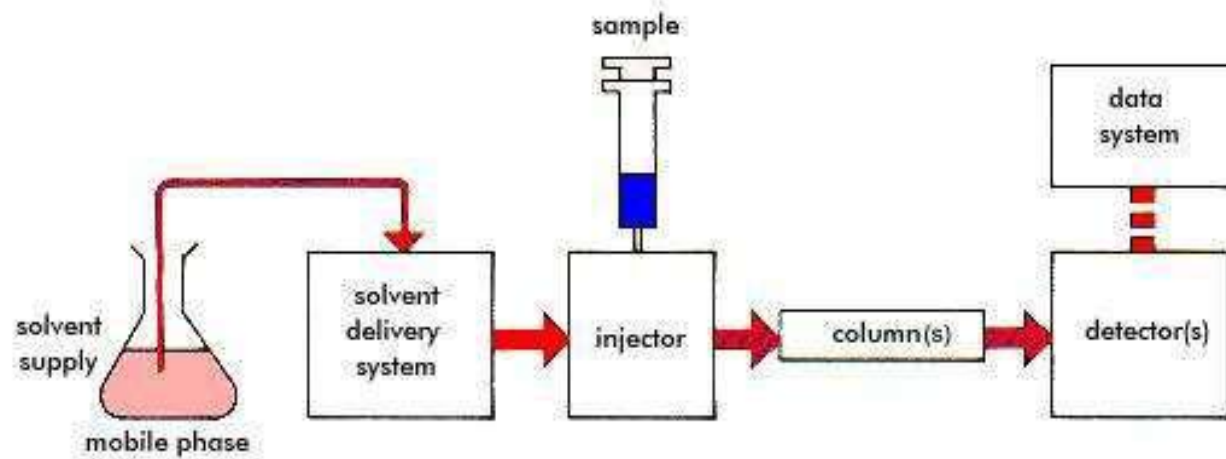 sample
data
system
solvent
supply
mobile phase
solvent
delivery
system
injector
column(s)
detector(s)